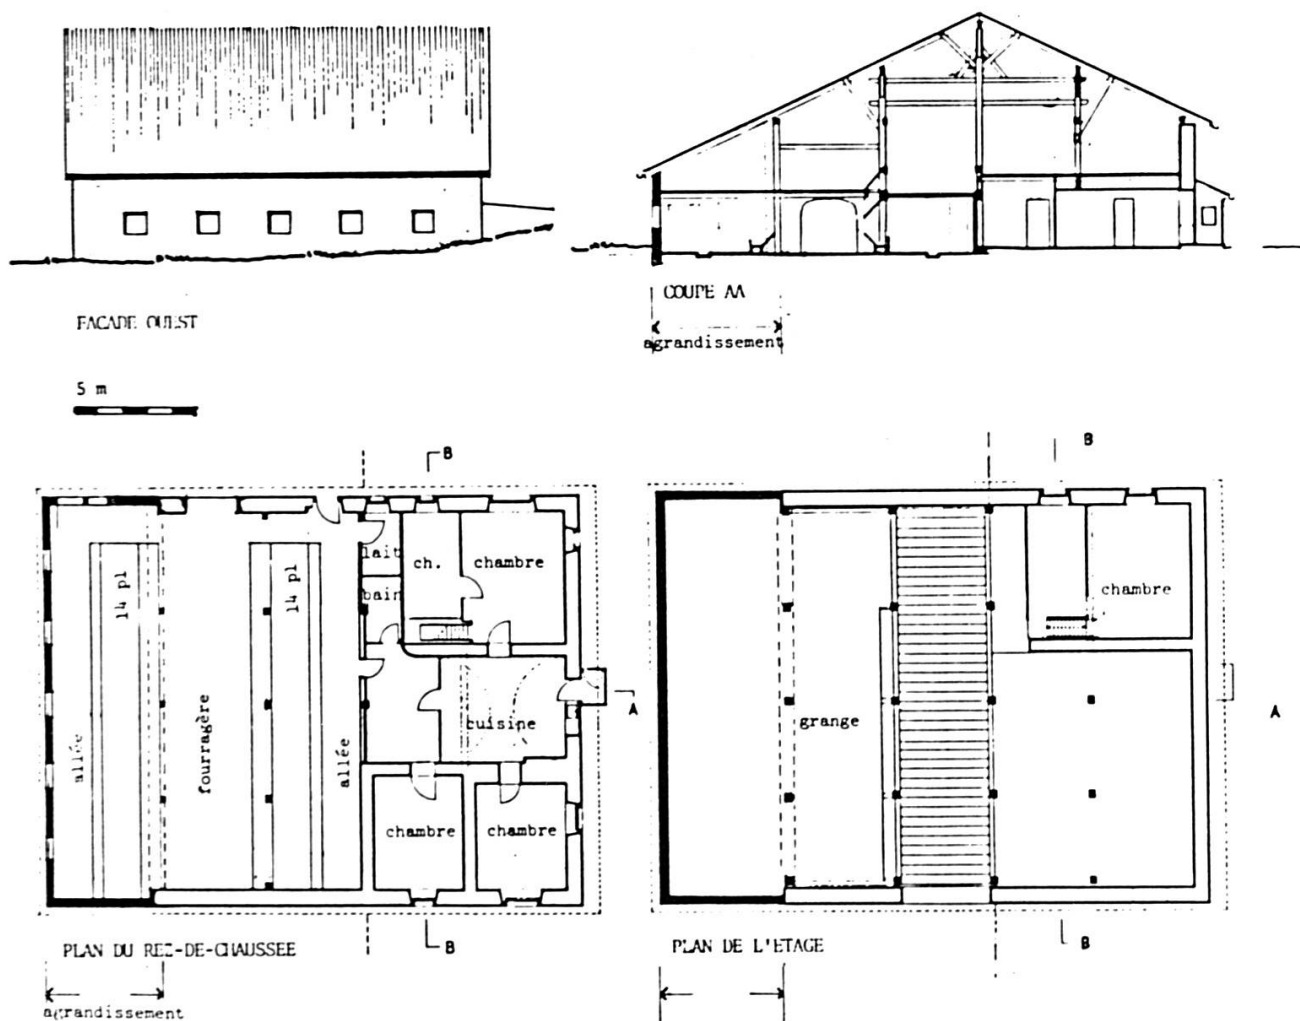 FACADE OUEST
COUPE AA
agrandissement
5 m
B
B
lait
ch.
chambre
bain
14 pl
14 pl
chambre
A
cuisine
grange
A
allée
fourragère
allée
chambre
chambre
B
B
PLAN DU REZ-DE-CHAUSSEE
PLAN DE L'ETAGE
agrandissement